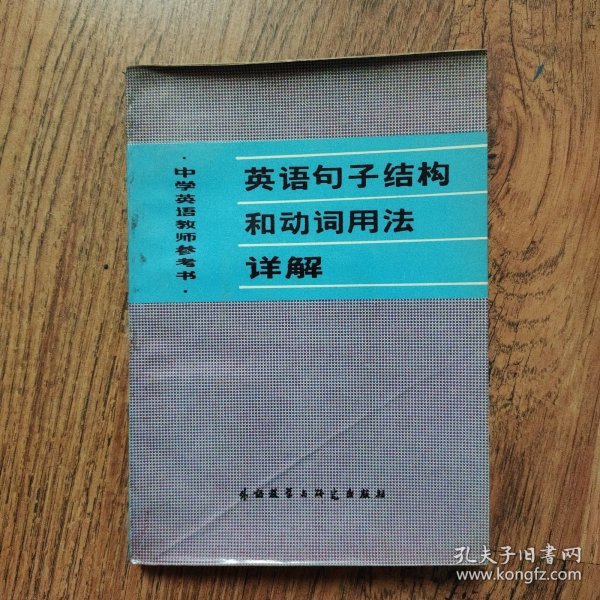 ·中学英语教师参考书·
英语句子结构
和动词用法
详解
外语教学与研究出版社
孔夫子旧书网
www.kongfz.com